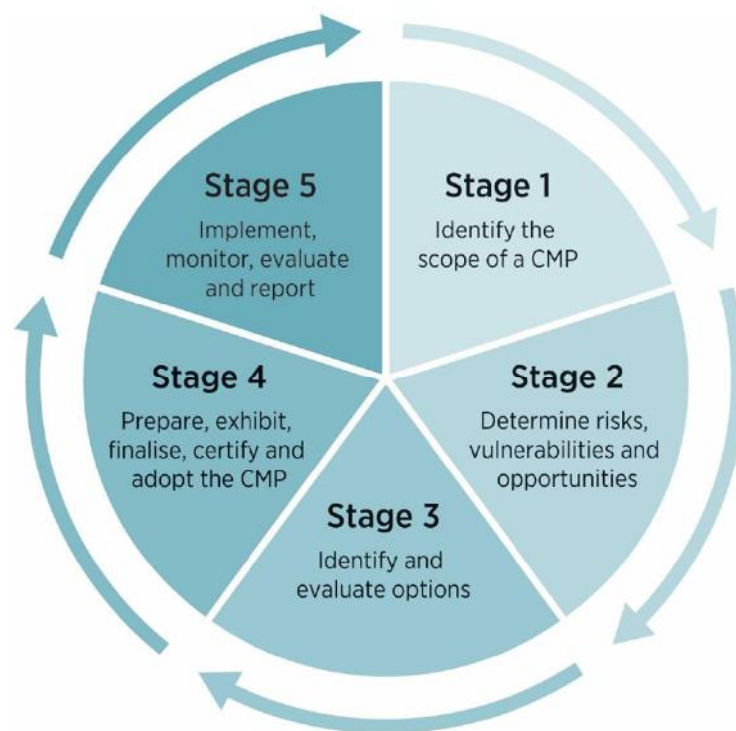 Stage 1
Identify the
scope of a CMP
Stage 2
Determine risks,
vulnerabilities and
opportunities
Stage 3
Identify and
evaluate options
Stage 4
Prepare, exhibit,
finalise, certify and
adopt the CMP
Stage 5
Implement,
monitor, evaluate
and report